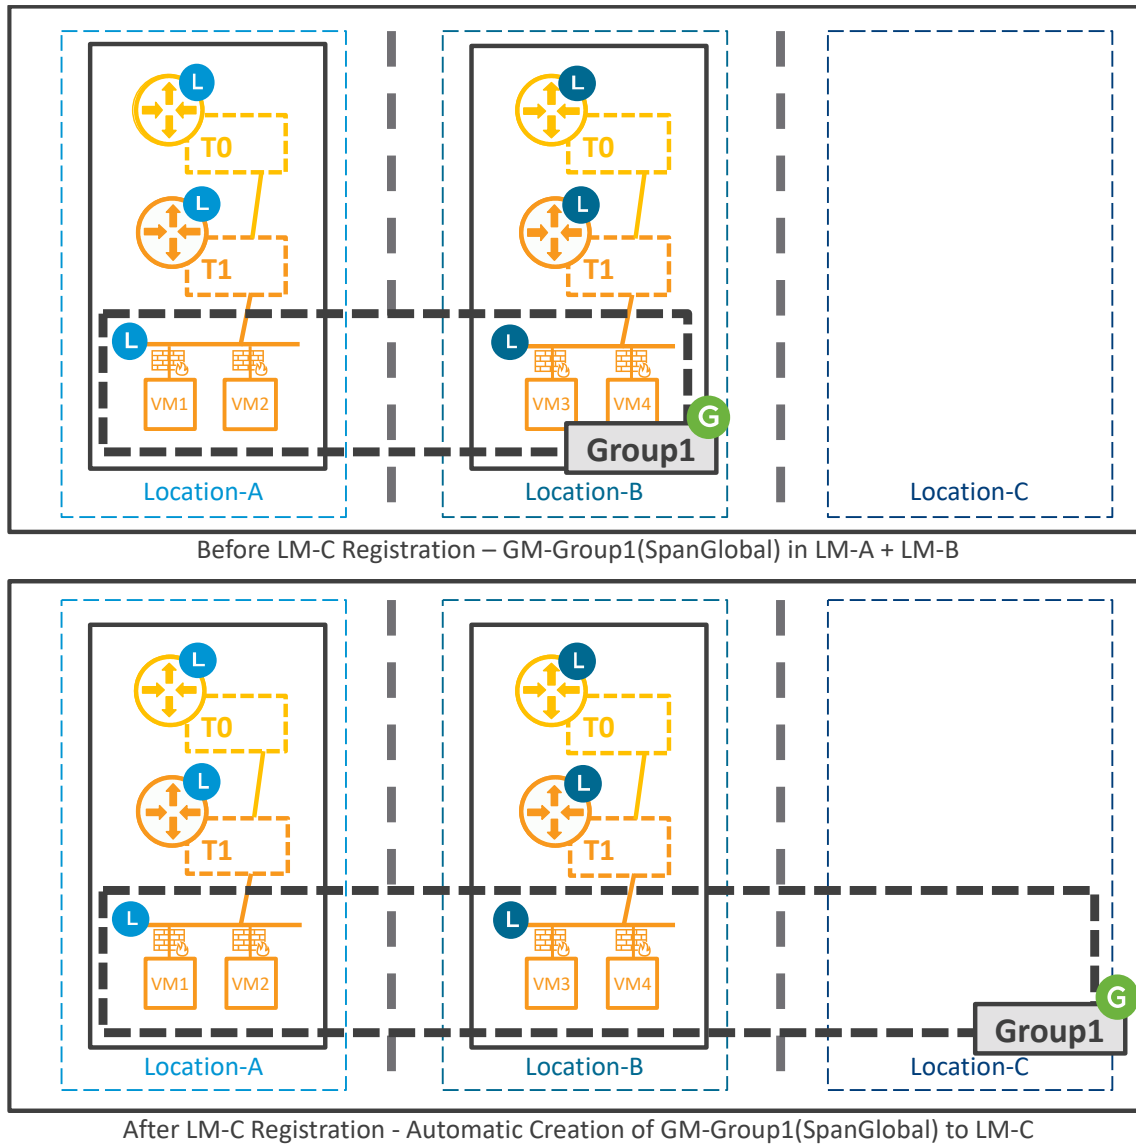 L
L
T0
T0
L
L
T1
T1
L
L
VM1
VM2
VM3
VM4
G
Group1
Location-A
Location-B
Location-C
Before LM-C Registration – GM-Group1(SpanGlobal) in LM-A + LM-B
L
L
T0
T0
L
L
T1
T1
L
L
VM1
VM2
VM3
VM4
G
Group1
Location-A
Location-B
Location-C
After LM-C Registration - Automatic Creation of GM-Group1(SpanGlobal) to LM-C